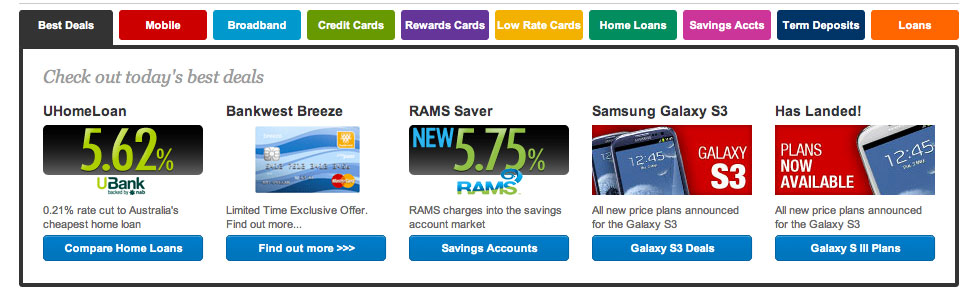 Best Deals
Mobile
Broadband
Credit Cards
Rewards Cards
Low Rate Cards
Home Loans
Savings Accts
Term Deposits
Loans
Check out today's best deals
UHomeLoan
5.62%
UBank
backed by nab
0.21% rate cut to Australia's
cheapest home loan
Compare Home Loans
Bankwest Breeze
breeze
MasterCard
Limited Time Exclusive Offer.
Find out more...
Find out more >>>
RAMS Saver
NEW 5.75%
RAMS
RAMS charges into the savings
account market
Savings Accounts
Samsung Galaxy S3
12:45
GALAXY
S3
All new price plans announced
for the Galaxy S3
Galaxy S3 Deals
Has Landed!
PLANS
NOW
AVAILABLE
12:45
All new price plans announced
for the Galaxy S3
Galaxy S III Plans